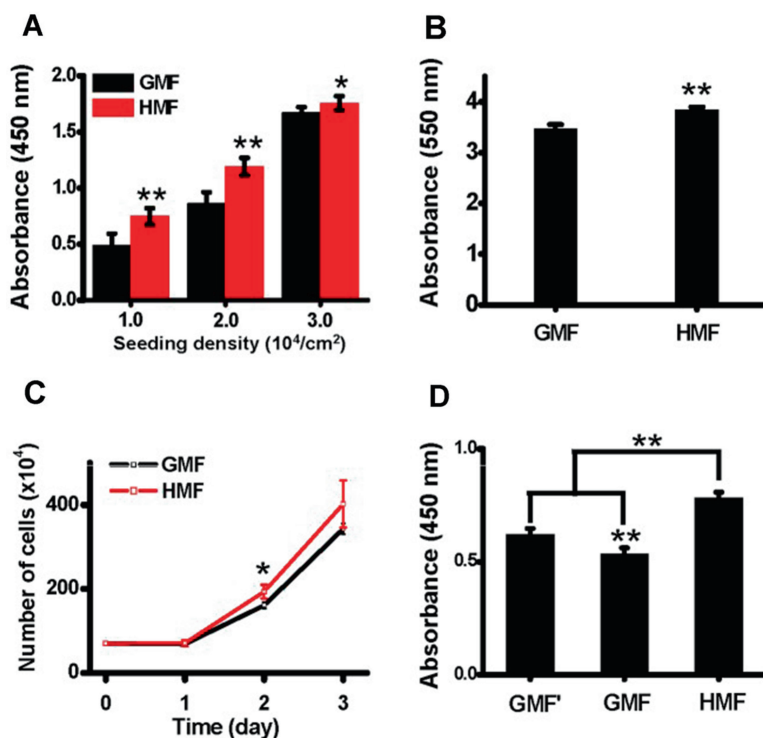 A
Absorbance (450 nm)
2.0
1.5
1.0
0.5
0.0
GMF
HMF
**
**
*
1.0 2.0 3.0
Seeding density (10⁴/cm²)
B
Absorbance (550 nm)
4
3
2
1
0
**
GMF HMF
C
Number of cells (x10⁴)
400
200
0
GMF
HMF
*
0 1 2 3
Time (day)
D
Absorbance (450 nm)
1.0
0.5
0.0
**
**
GMF' GMF HMF